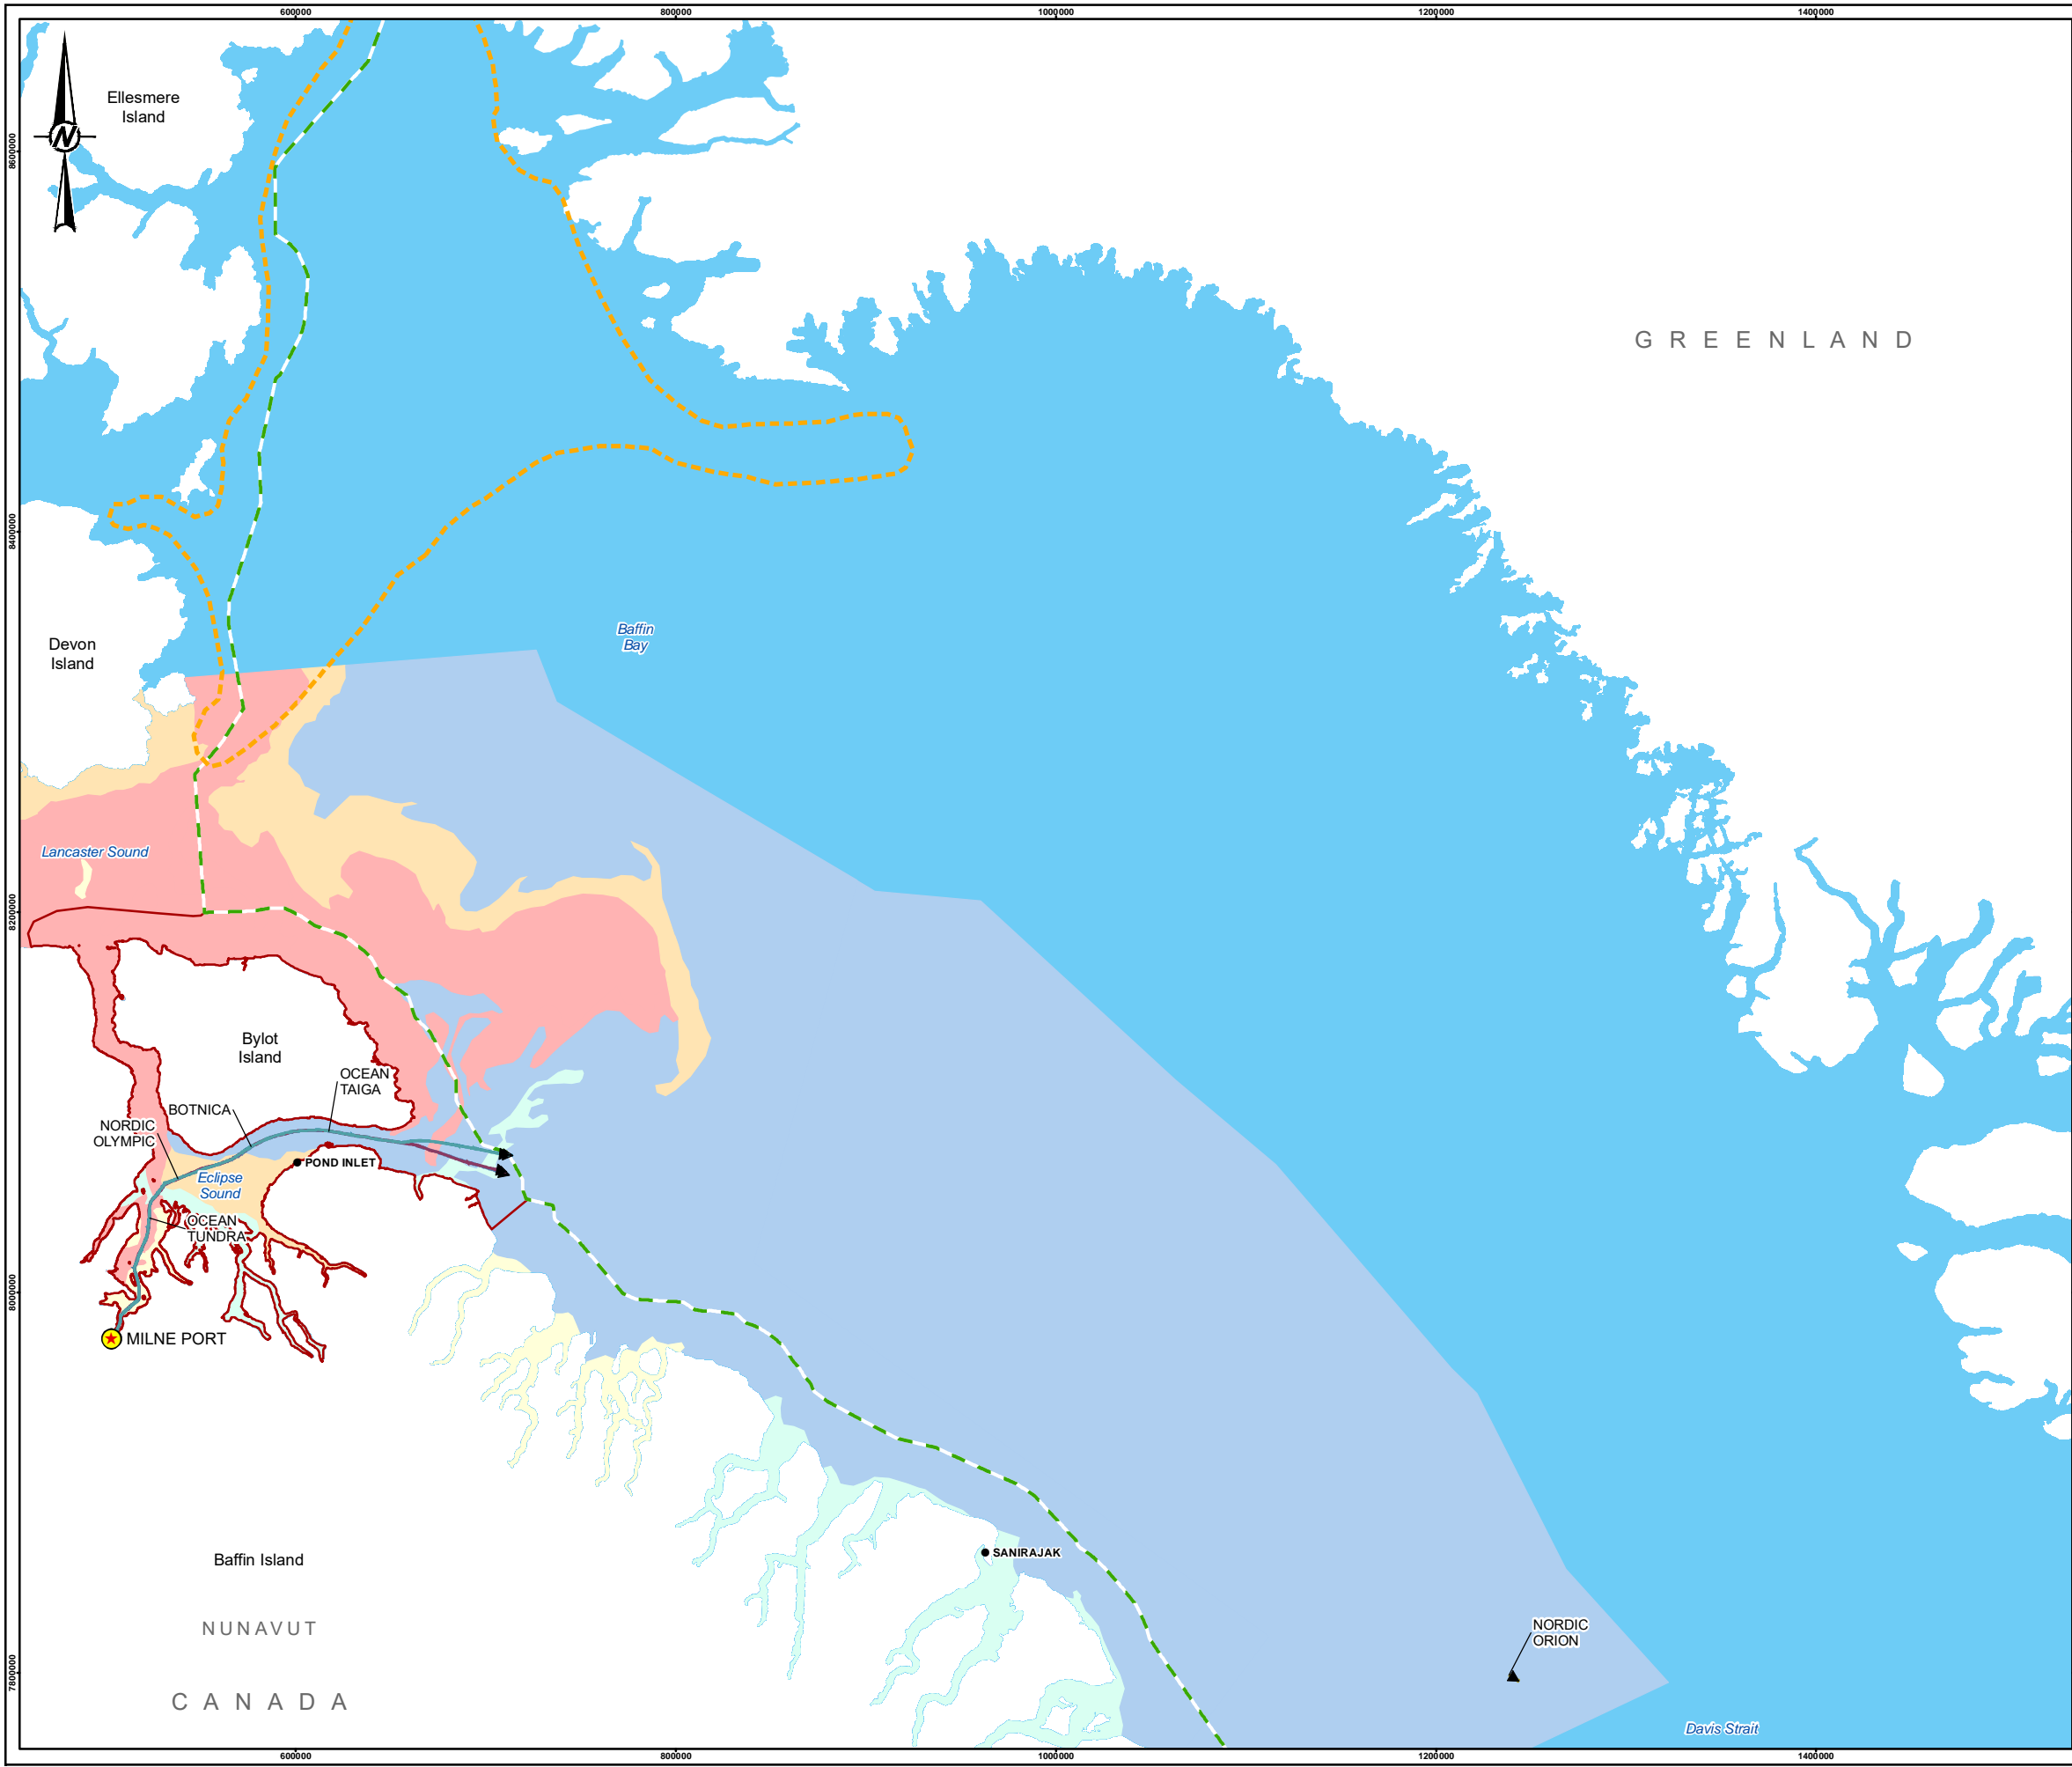 600000
800000
1000000
1200000
1400000
8600000
8400000
8200000
8000000
7800000
N
Ellesmere
Island
GREENLAND
Devon
Island
Baffin
Bay
Lancaster Sound
Bylot
Island
OCEAN
TAIGA
BOTNICA
NORDIC
OLYMPIC
POND INLET
Eclipse
Sound
OCEAN
TUNDRA
MILNE PORT
Baffin Island
SANIRAJAK
NUNAVUT
NORDIC
ORION
CANADA
Davis Strait
600000
800000
1000000
1200000
1400000